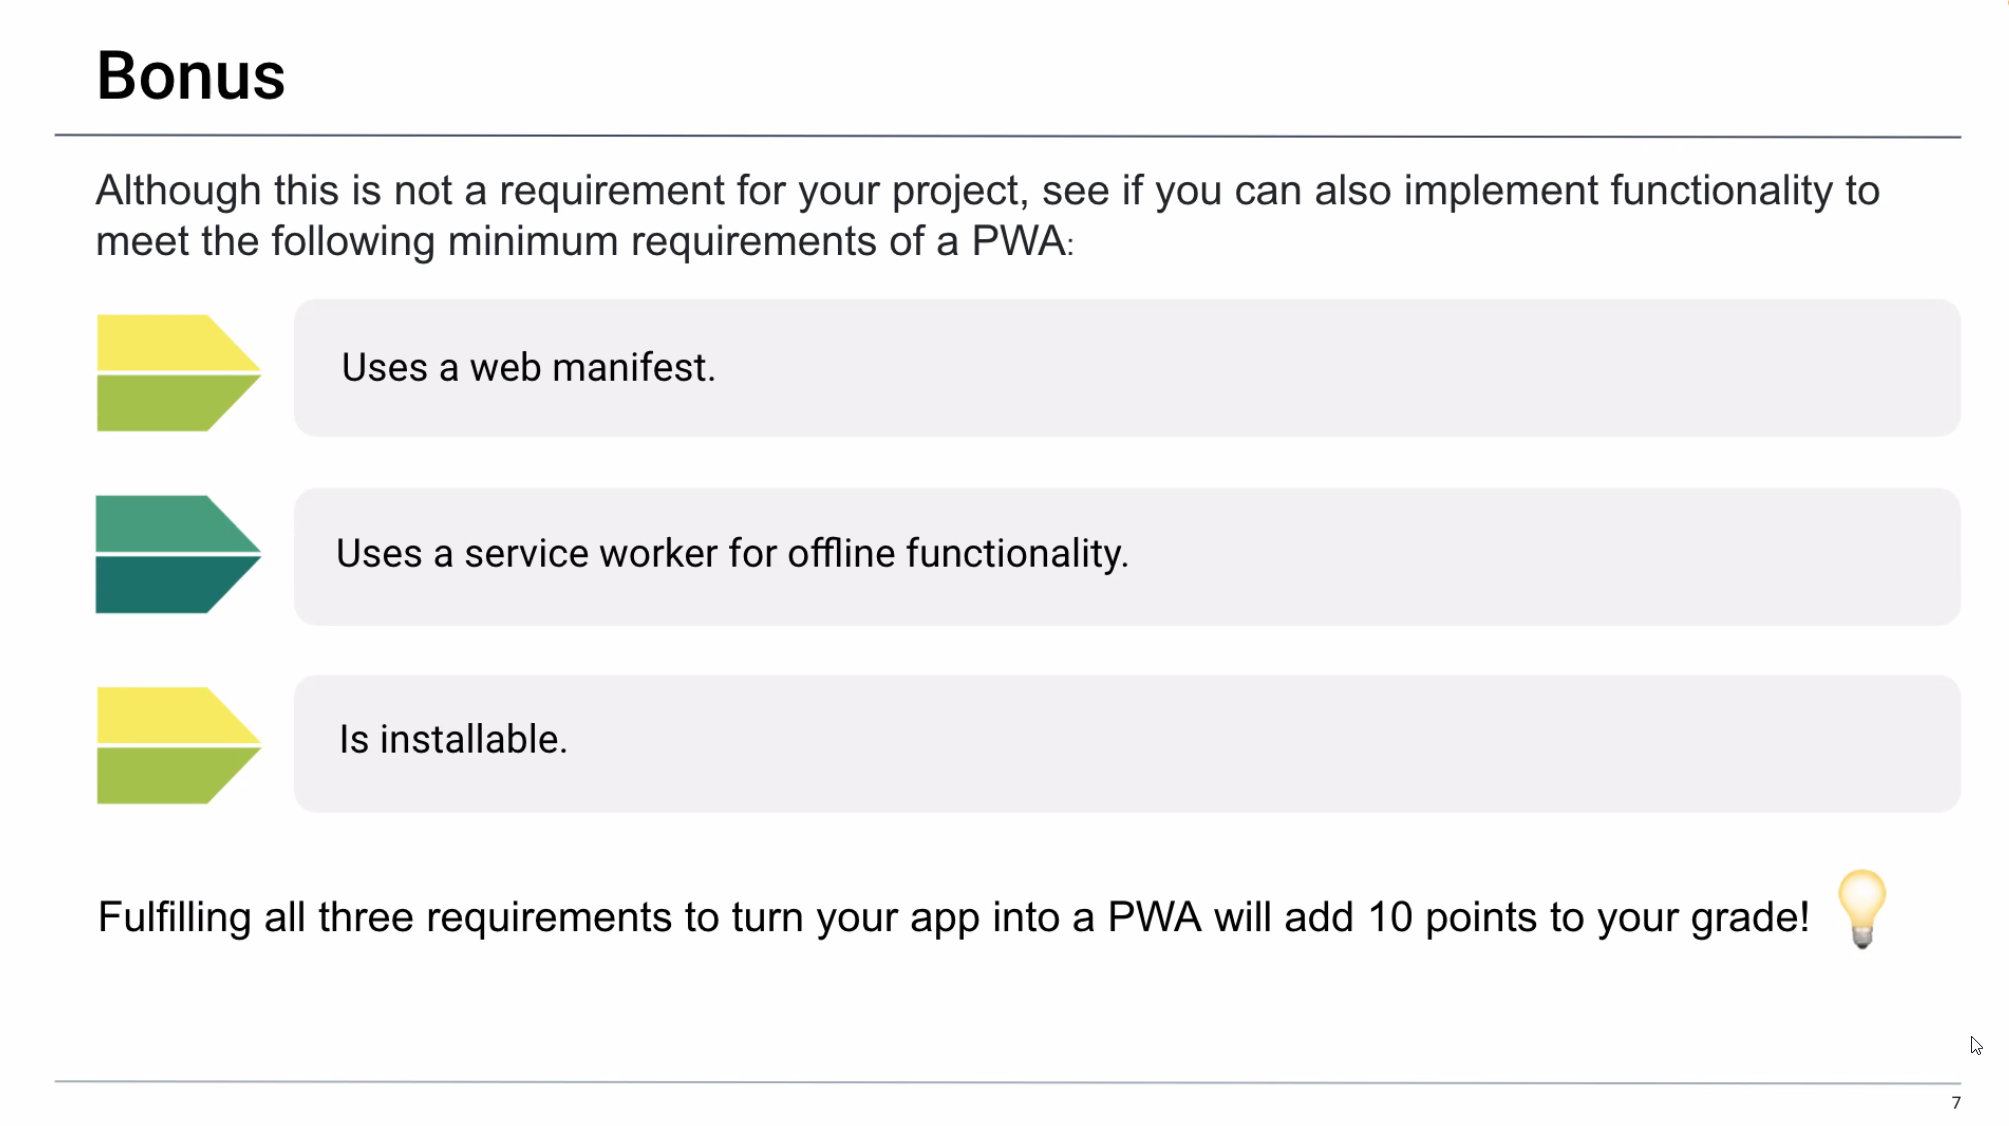 Bonus
Although this is not a requirement for your project, see if you can also implement functionality to
meet the following minimum requirements of a PWA:
Uses a web manifest.
Uses a service worker for offline functionality.
Is installable.
Fulfilling all three requirements to turn your app into a PWA will add 10 points to your grade!
7